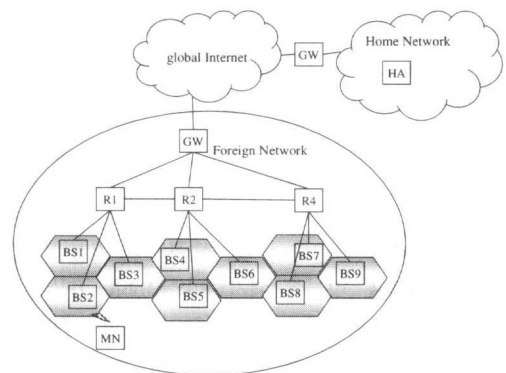 Home Network
global Internet
GW
HA
GW
Foreign Network
R1
R2
R4
BS1
BS3
BS4
BS6
BS7
BS9
BS2
BS5
BS8
MN